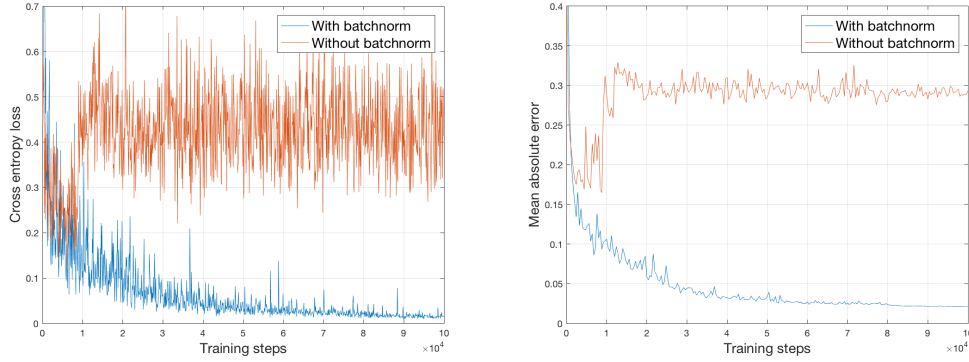 0.7
0.6
0.5
0.4
0.3
0.2
0.1
0
Cross entropy loss
With batchnorm
Without batchnorm
0 1 2 3 4 5 6 7 8 9 10
Training steps
×10⁴
0.4
0.35
0.3
0.25
0.2
0.15
0.1
0.05
0
Mean absolute error
With batchnorm
Without batchnorm
0 1 2 3 4 5 6 7 8 9 10
Training steps
×10⁴